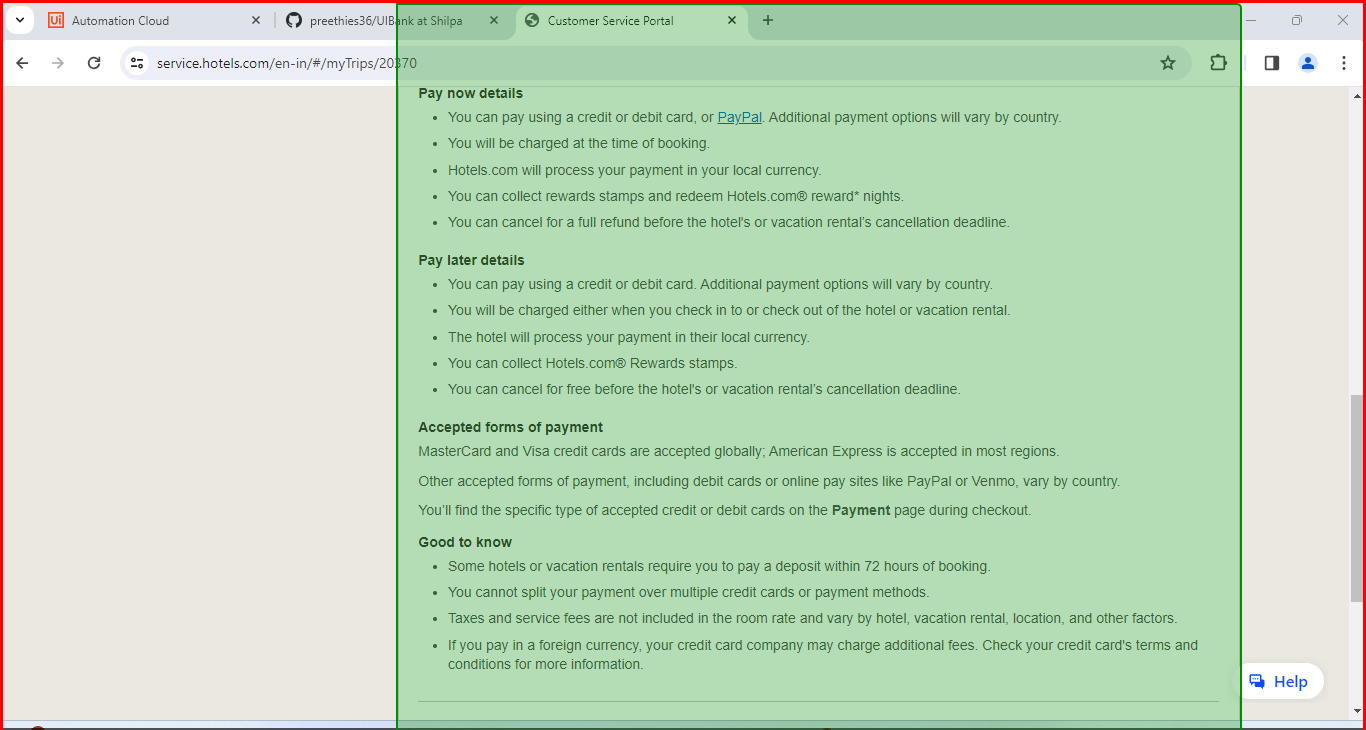 Automation Cloud
preethies36/UIBank at Shilpa
Customer Service Portal
service.hotels.com/en-in/#/myTrips/20370
Pay now details
• You can pay using a credit or debit card, or PayPal. Additional payment options will vary by country.
• You will be charged at the time of booking.
• Hotels.com will process your payment in your local currency.
• You can collect rewards stamps and redeem Hotels.com® reward* nights.
• You can cancel for a full refund before the hotel's or vacation rental’s cancellation deadline.
Pay later details
• You can pay using a credit or debit card. Additional payment options will vary by country.
• You will be charged either when you check in to or check out of the hotel or vacation rental.
• The hotel will process your payment in their local currency.
• You can collect Hotels.com® Rewards stamps.
• You can cancel for free before the hotel's or vacation rental’s cancellation deadline.
Accepted forms of payment
MasterCard and Visa credit cards are accepted globally; American Express is accepted in most regions.
Other accepted forms of payment, including debit cards or online pay sites like PayPal or Venmo, vary by country.
You’ll find the specific type of accepted credit or debit cards on the Payment page during checkout.
Good to know
• Some hotels or vacation rentals require you to pay a deposit within 72 hours of booking.
• You cannot split your payment over multiple credit cards or payment methods.
• Taxes and service fees are not included in the room rate and vary by hotel, vacation rental, location, and other factors.
• If you pay in a foreign currency, your credit card company may charge additional fees. Check your credit card's terms and
conditions for more information.
Help